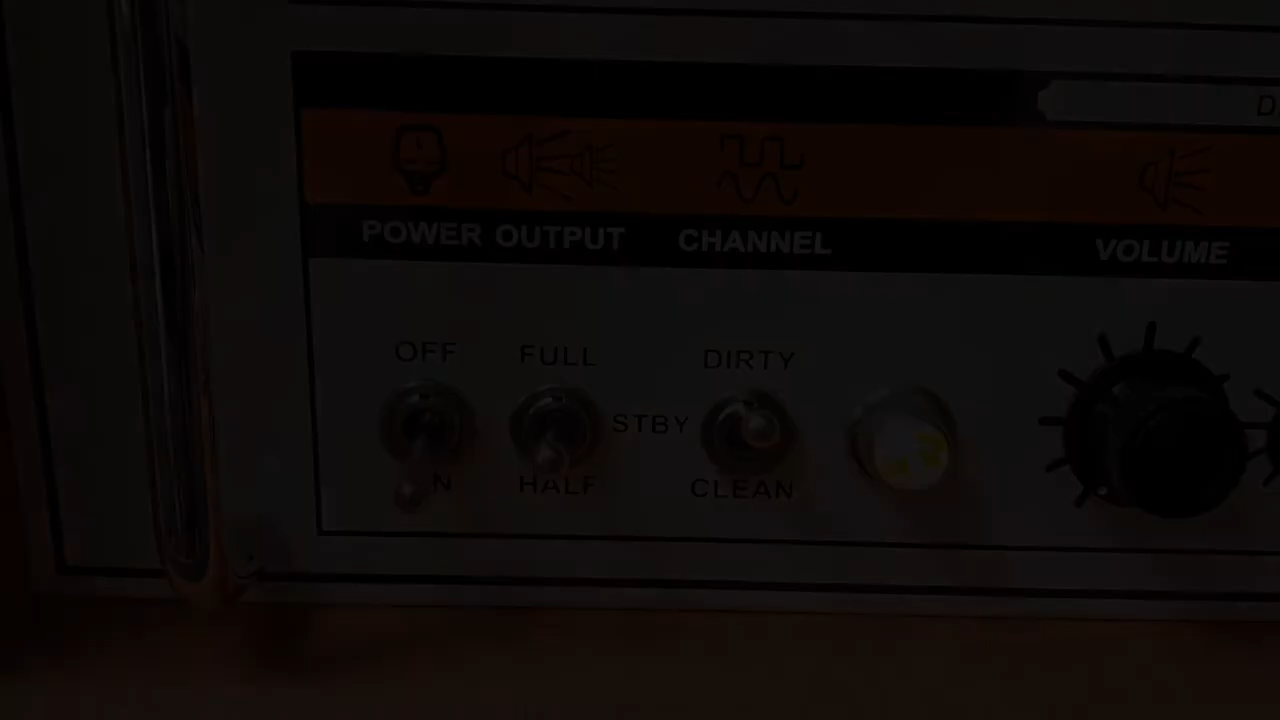 D
POWER OUTPUT CHANNEL VOLUME
OFF FULL DIRTY
STBY
N HALF CLEAN